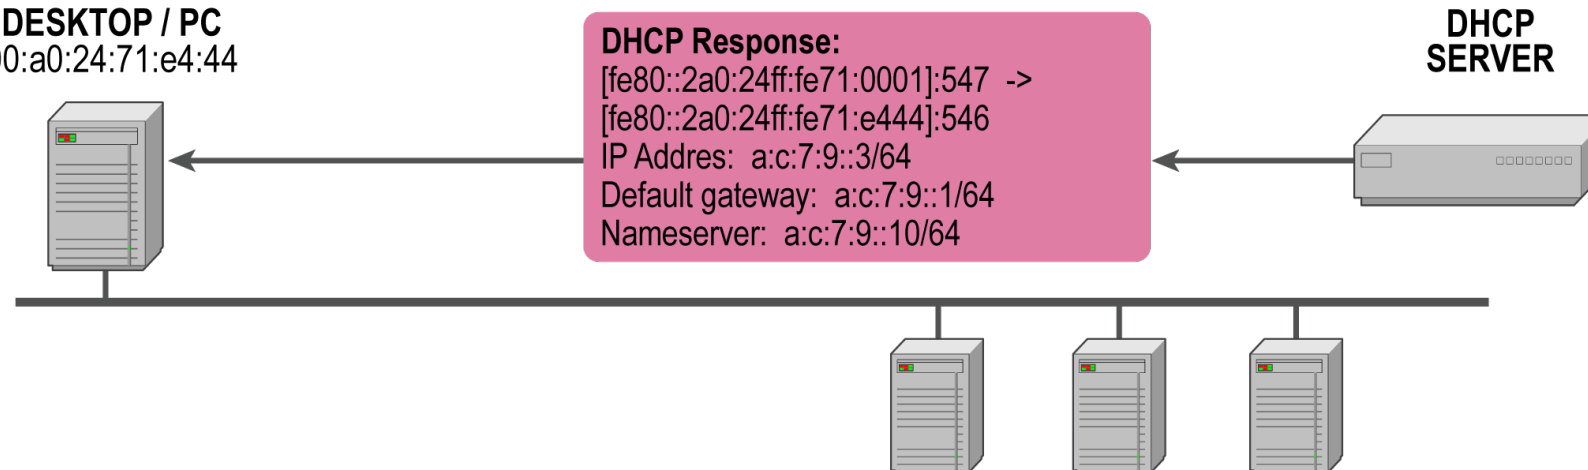 DESKTOP / PC
00:a0:24:71:e4:44
DHCP Response:
[fe80::2a0:24ff:fe71:0001]:547 ->
[fe80::2a0:24ff:fe71:e444]:546
IP Addres: a:c:7:9::3/64
Default gateway: a:c:7:9::1/64
Nameserver: a:c:7:9::10/64
DHCP
SERVER